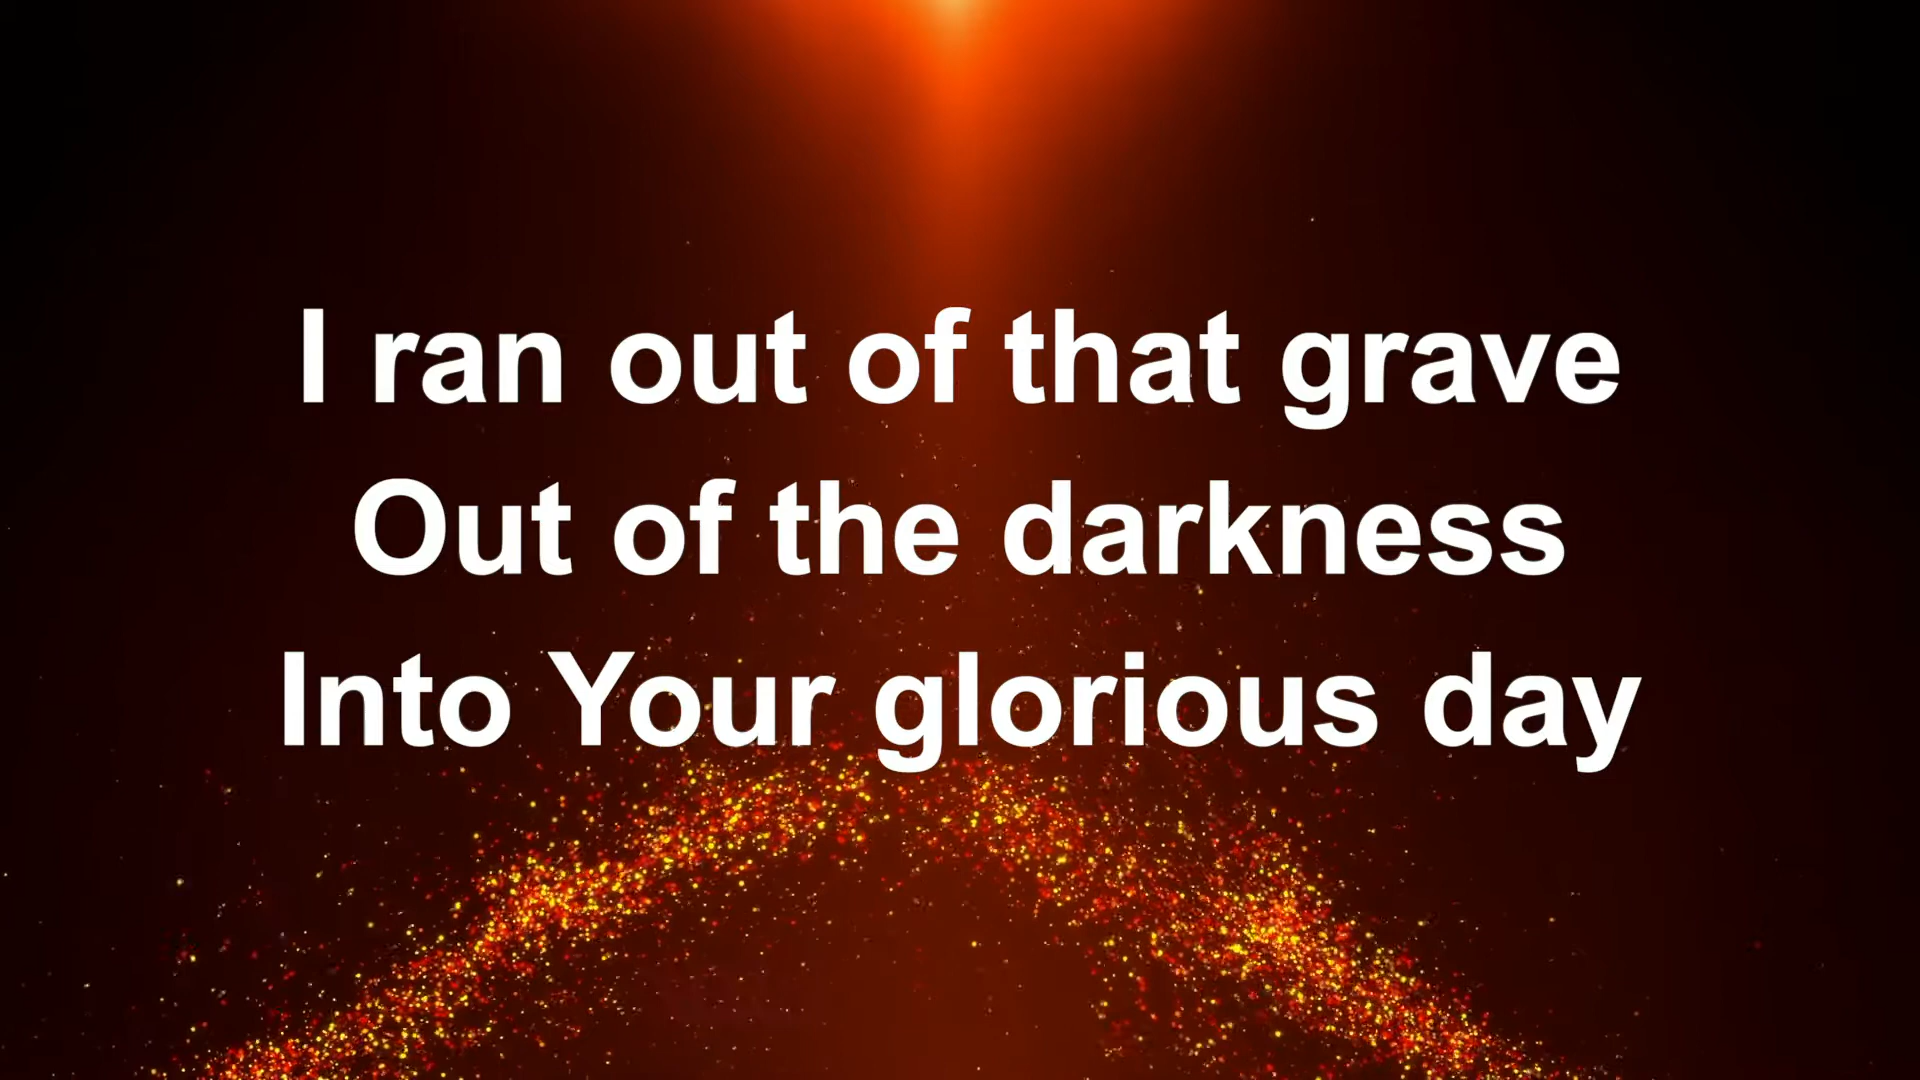 I ran out of that grave
Out of the darkness
Into Your glorious day